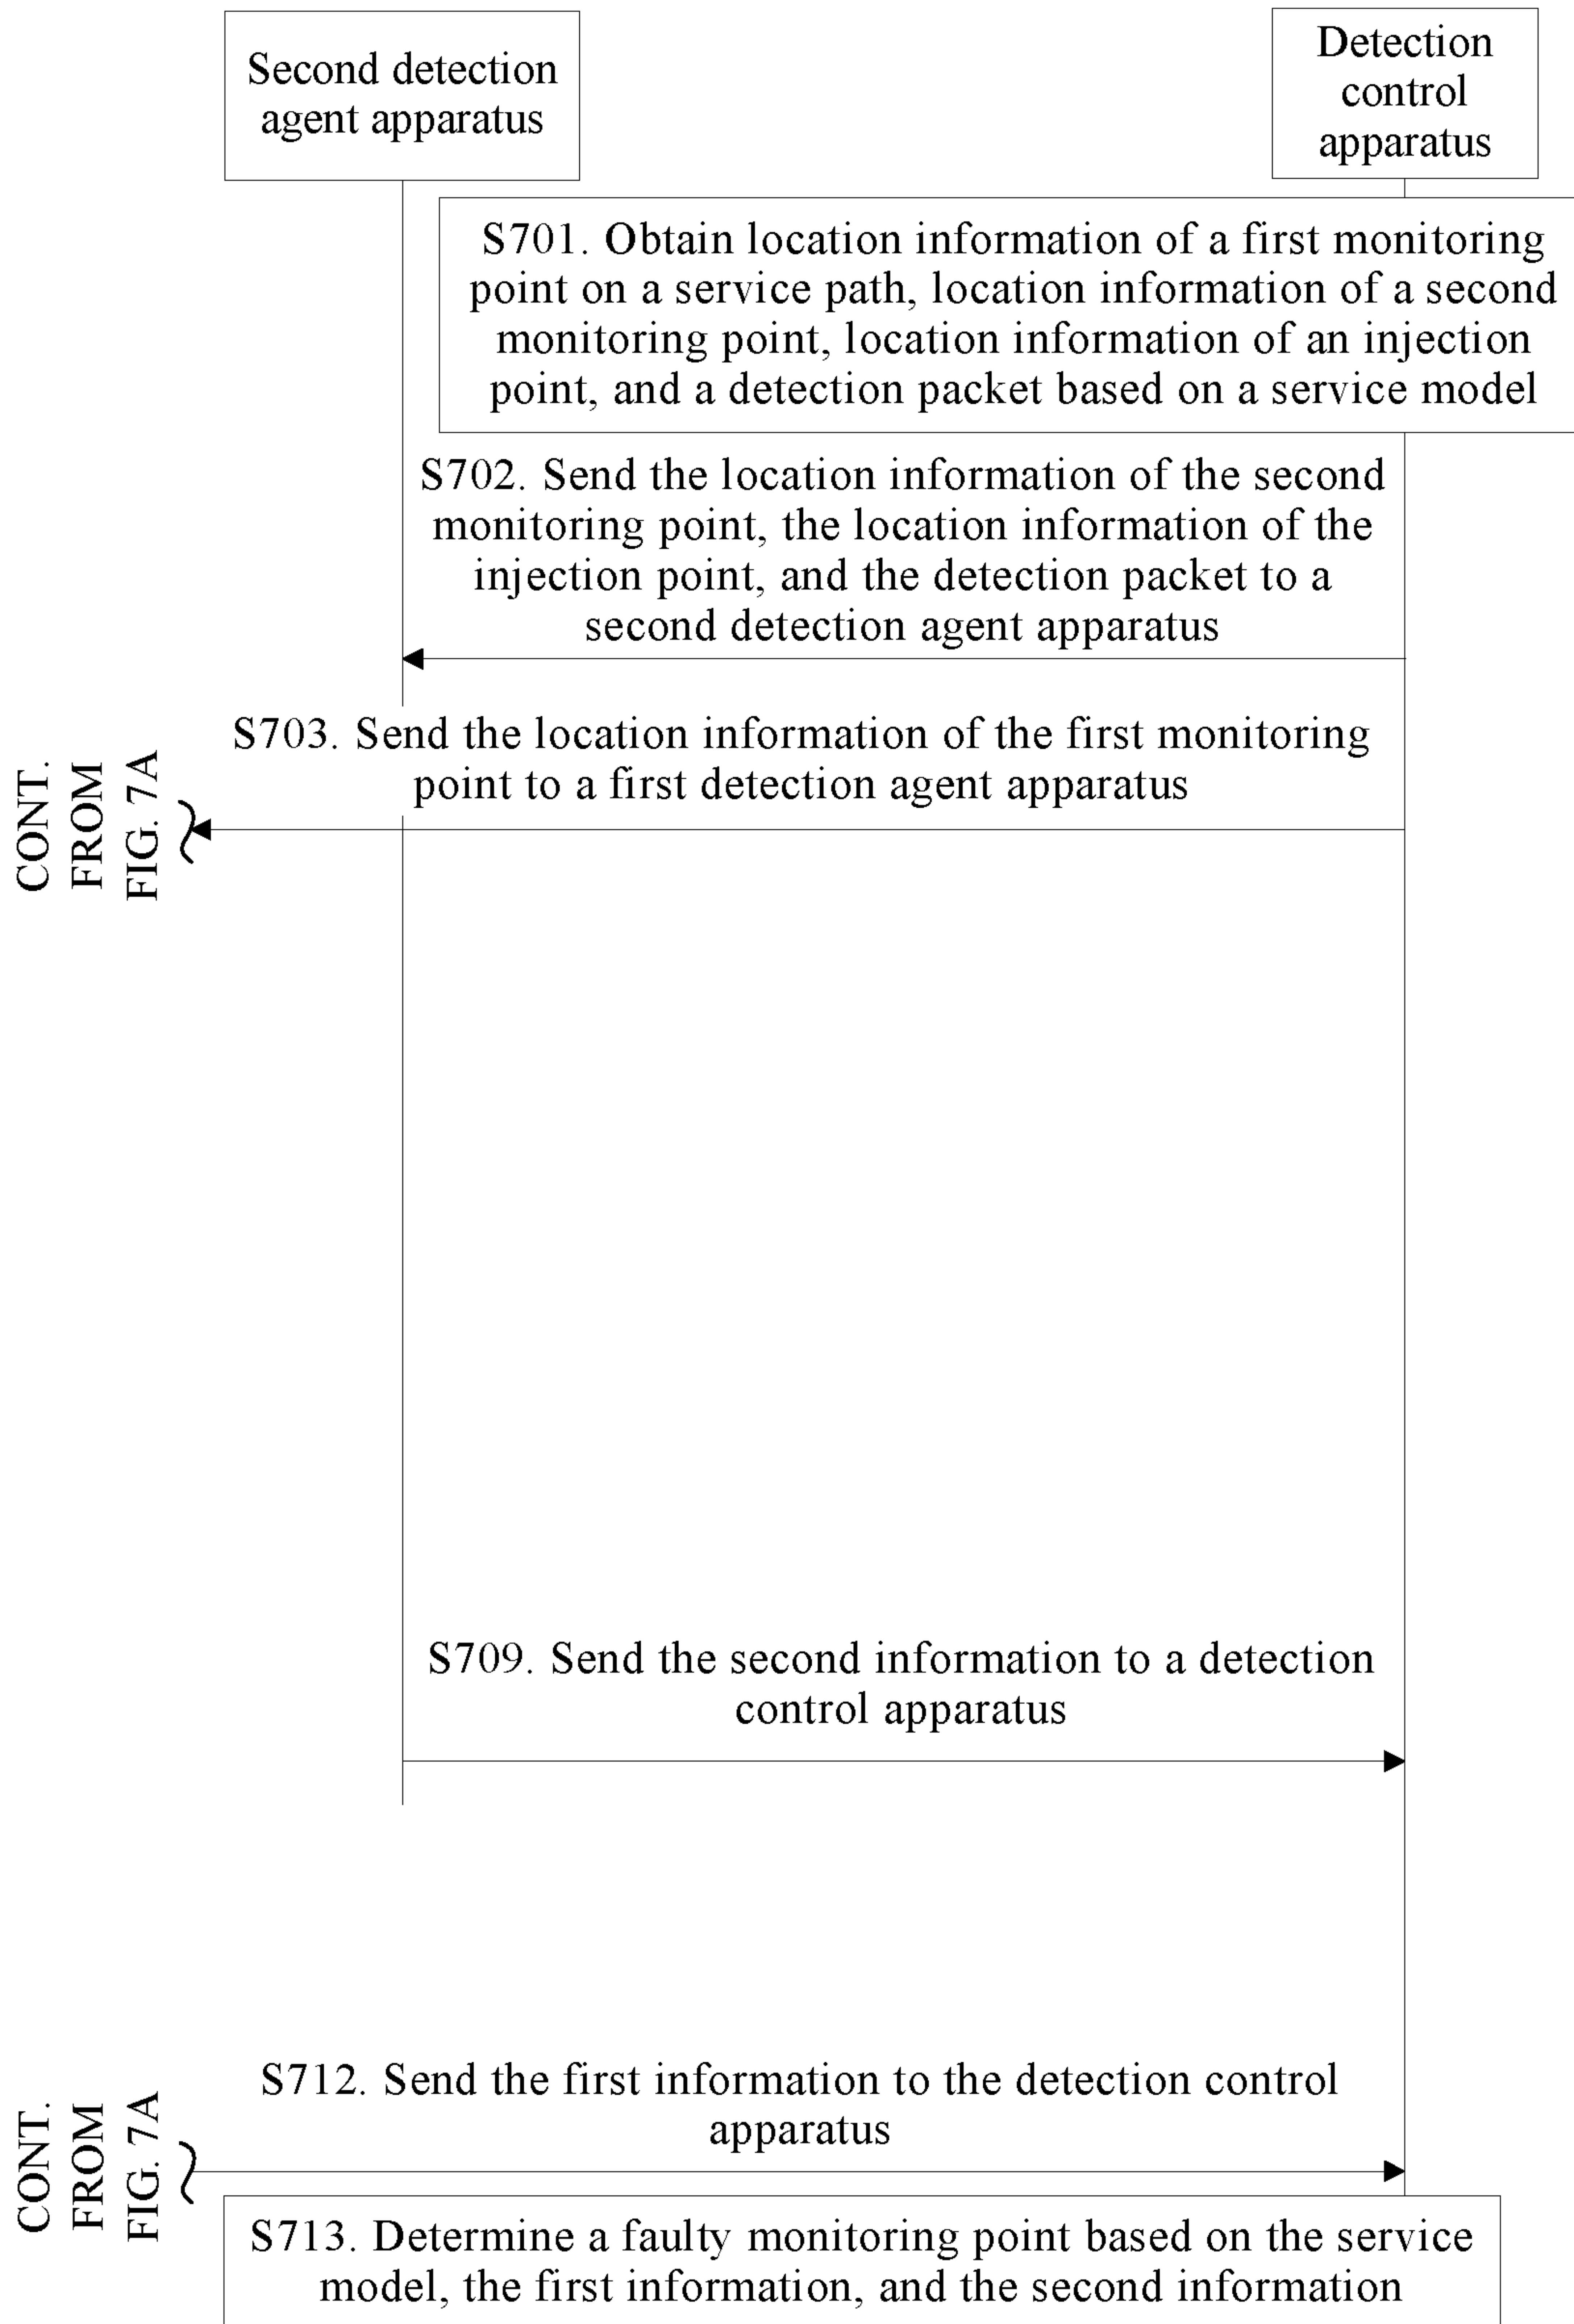 Second detection
agent apparatus
Detection
control
apparatus
S701. Obtain location information of a first monitoring
point on a service path, location information of a second
monitoring point, location information of an injection
point, and a detection packet based on a service model
S702. Send the location information of the second
monitoring point, the location information of the
injection point, and the detection packet to a
second detection agent apparatus
S703. Send the location information of the first monitoring
point to a first detection agent apparatus
CONT.
FROM
FIG. 7A
S709. Send the second information to a detection
control apparatus
S712. Send the first information to the detection control
apparatus
CONT.
FROM
FIG. 7A
S713. Determine a faulty monitoring point based on the service
model, the first information, and the second information